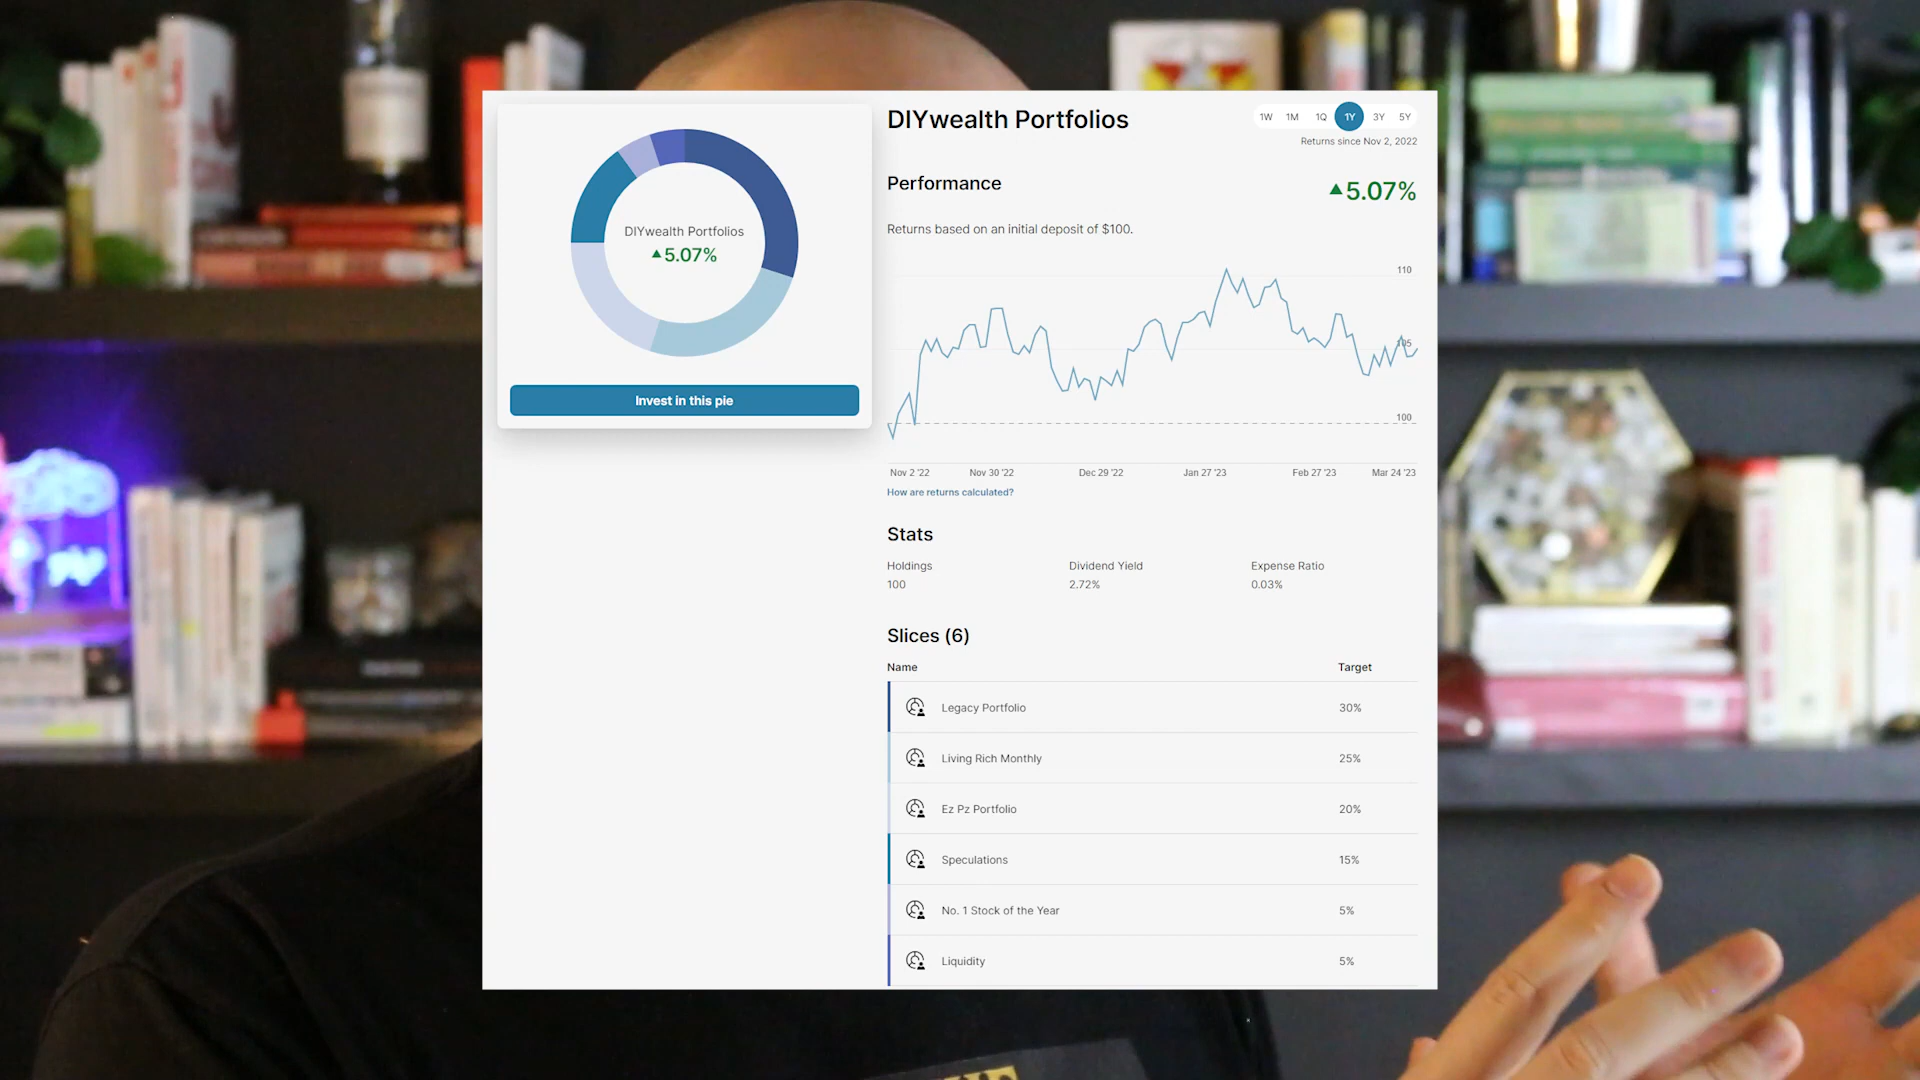 DIYwealth Portfolios
5.07%
Invest in this pie
DIYwealth Portfolios
1W 1M 1Q 1Y 3Y 5Y
Returns since Nov 2, 2022
Performance
5.07%
Returns based on an initial deposit of $100.
110
105
100
Nov 2 '22 Nov 30 '22 Dec 29 '22 Jan 27 '23 Feb 27 '23 Mar 24 '23
How are returns calculated?
Stats
Holdings Dividend Yield Expense Ratio
100 2.72% 0.03%
Slices (6)
Name Target
Legacy Portfolio 30%
Living Rich Monthly 25%
Ez Pz Portfolio 20%
Speculations 15%
No. 1 Stock of the Year 5%
Liquidity 5%